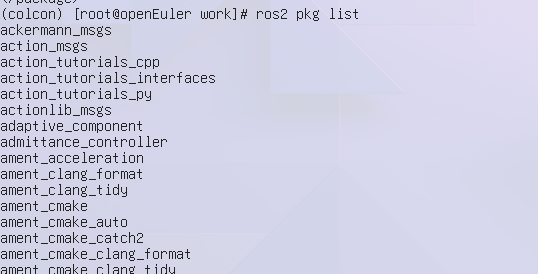 (/package)
(colcon) [root@openEuler work]# ros2 pkg list
ackermann_msgs
action_msgs
action_tutorials_cpp
action_tutorials_interfaces
action_tutorials_py
actionlib_msgs
adaptive_component
admittance_controller
ament_acceleration
ament_clang_format
ament_clang_tidy
ament_cmake
ament_cmake_auto
ament_cmake_catch2
ament_cmake_clang_format
ament_cmake_clang_tidy